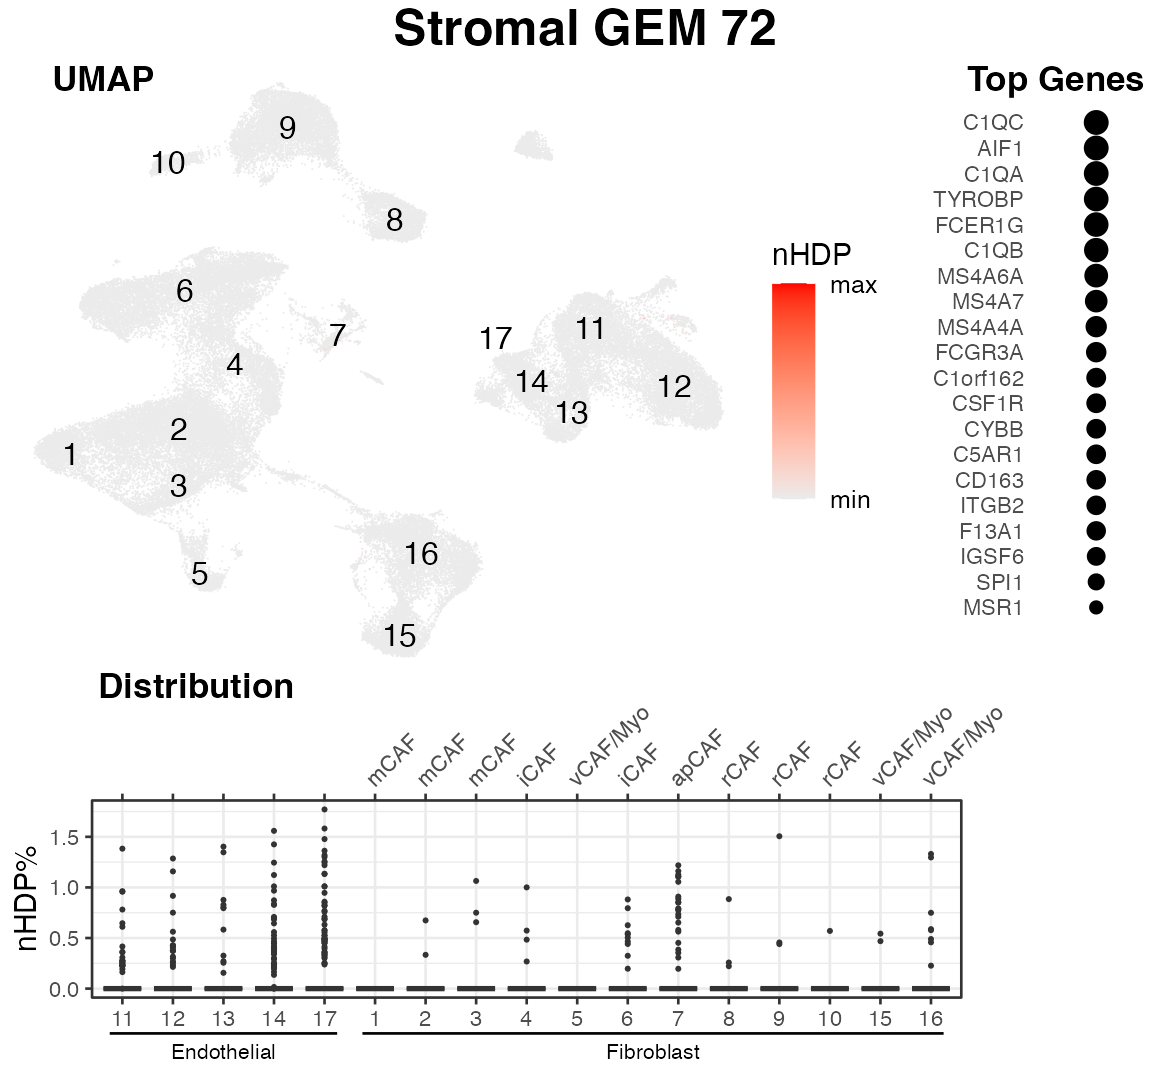 Stromal GEM 72
UMAP
9
10
8
6
7
4
2
1
3
5
16
15
17
11
14
12
13
nHDP
max
min
Top Genes
C1QC
AIF1
C1QA
TYROBP
FCER1G
C1QB
MS4A6A
MS4A7
MS4A4A
FCGR3A
C1orf162
CSF1R
CYBB
C5AR1
CD163
ITGB2
F13A1
IGSF6
SPI1
MSR1
Distribution
mCAF
mCAF
mCAF
iCAF
vCAF/Myo
iCAF
apCAF
rCAF
rCAF
rCAF
vCAF/Myo
vCAF/Myo
nHDP%
1.5
1.0
0.5
0.0
11 12 13 14 17 1 2 3 4 5 6 7 8 9 10 15 16
Endothelial Fibroblast